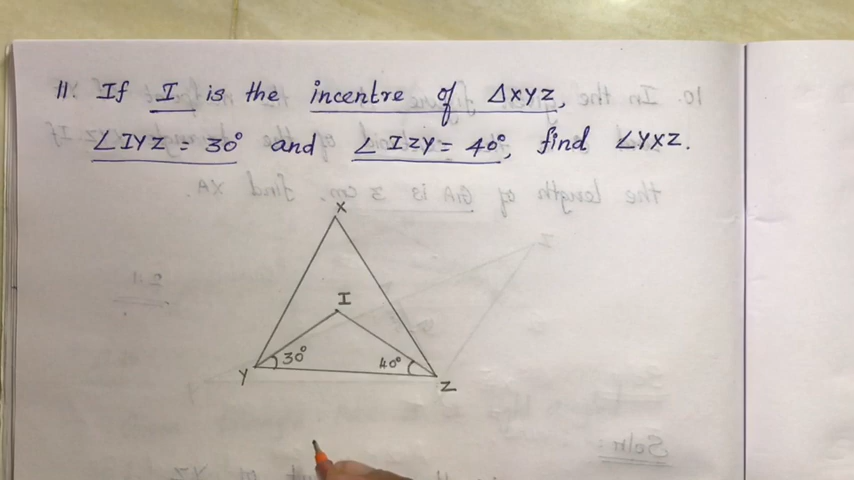 11. If I is the incentre of ΔXYZ,
∠IYZ = 30° and ∠IZY = 40°, find ∠YXZ.
X
I
30°
40°
Y
Z